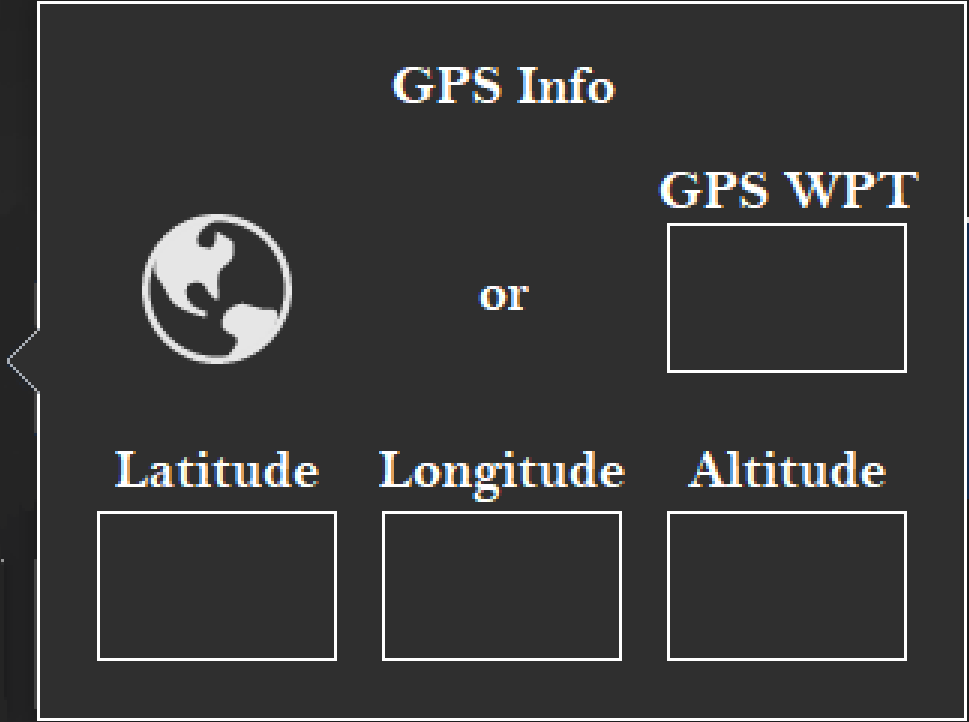 GPS Info
GPS WPT
or
Latitude Longitude Altitude